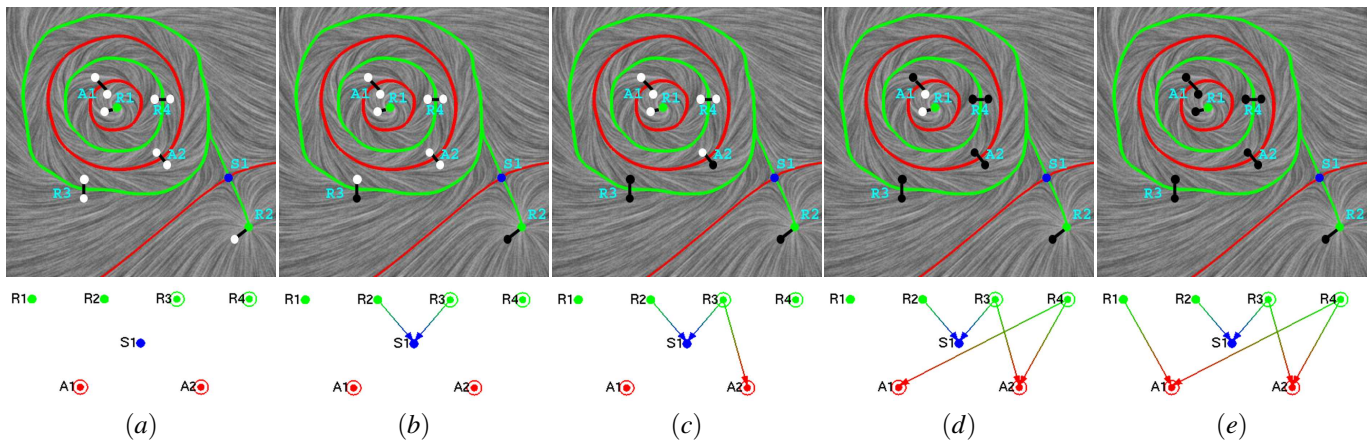 A1 R1 R4 A2 S1 R3 R2
A1 R1 R4 A2 S1 R3 R2
A1 R1 R4 A2 S1 R3 R2
A1 R1 R4 A2 S1 R3 R2
A1 R1 R4 A2 S1 R3 R2
R1 R2 R3 R4
S1
A1 A2
R1 R2 R3 R4
S1
A1 A2
R1 R2 R3 R4
S1
A1 A2
R1 R2 R3 R4
S1
A1 A2
R1 R2 R3 R4
S1
A1 A2
(a) (b) (c) (d) (e)